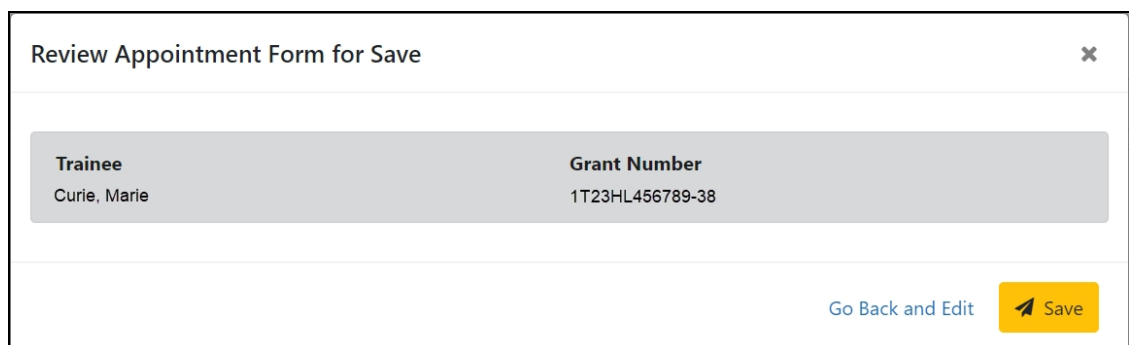 Review Appointment Form for Save
Trainee
Curie, Marie
Grant Number
1T23HL456789-38
Go Back and Edit
Save